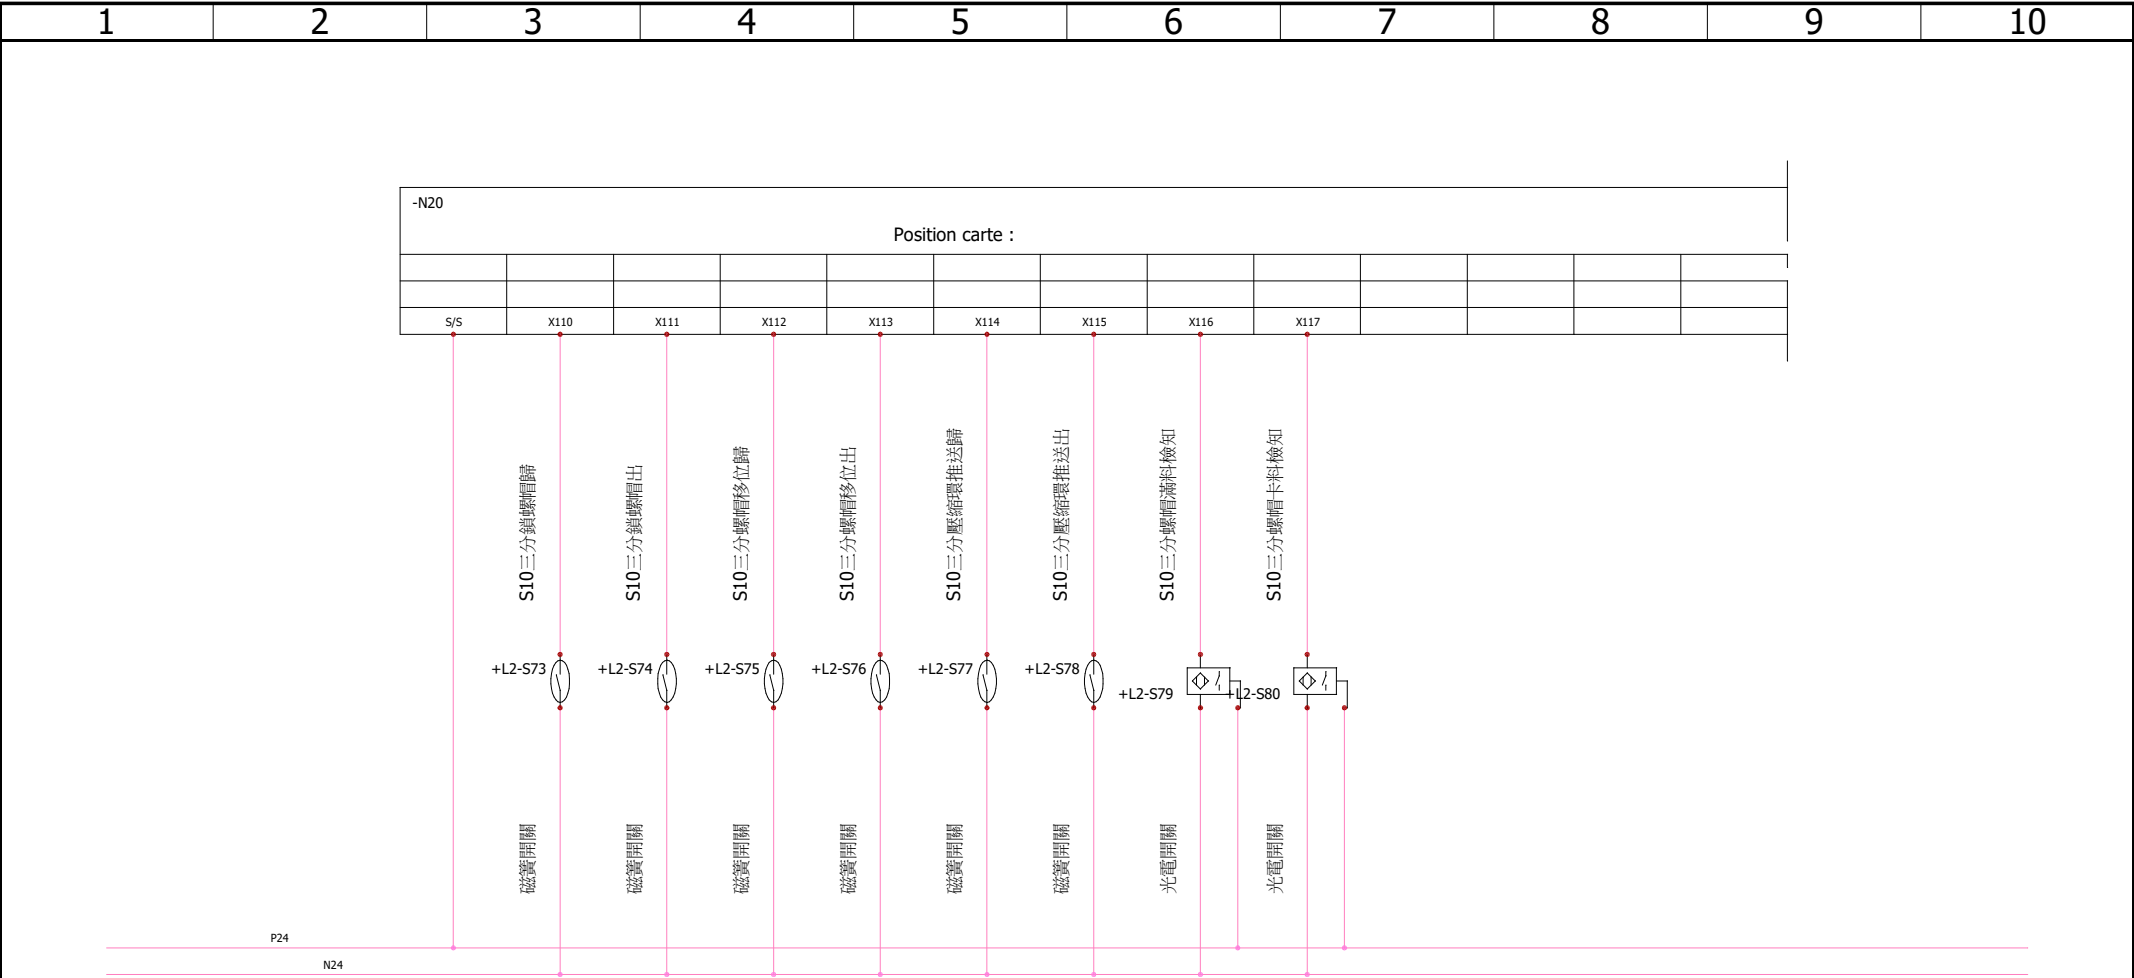 1 2 3 4 5 6 7 8 9 10
-N20
Position carte :
S/S X110 X111 X112 X113 X114 X115 X116 X117
S10三分鎖螺帽歸
S10三分鎖螺帽出
S10三分螺帽移位歸
S10三分螺帽移位出
S10三分壓縮環推送歸
S10三分壓縮環推送出
S10三分螺帽滿料檢知
S10三分螺帽卡料檢知
+L2-S73 +L2-S74 +L2-S75 +L2-S76 +L2-S77 +L2-S78
+L2-S79 +L2-S80
磁簧開關
磁簧開關
磁簧開關
磁簧開關
磁簧開關
磁簧開關
光電開關
光電開關
P24
N24